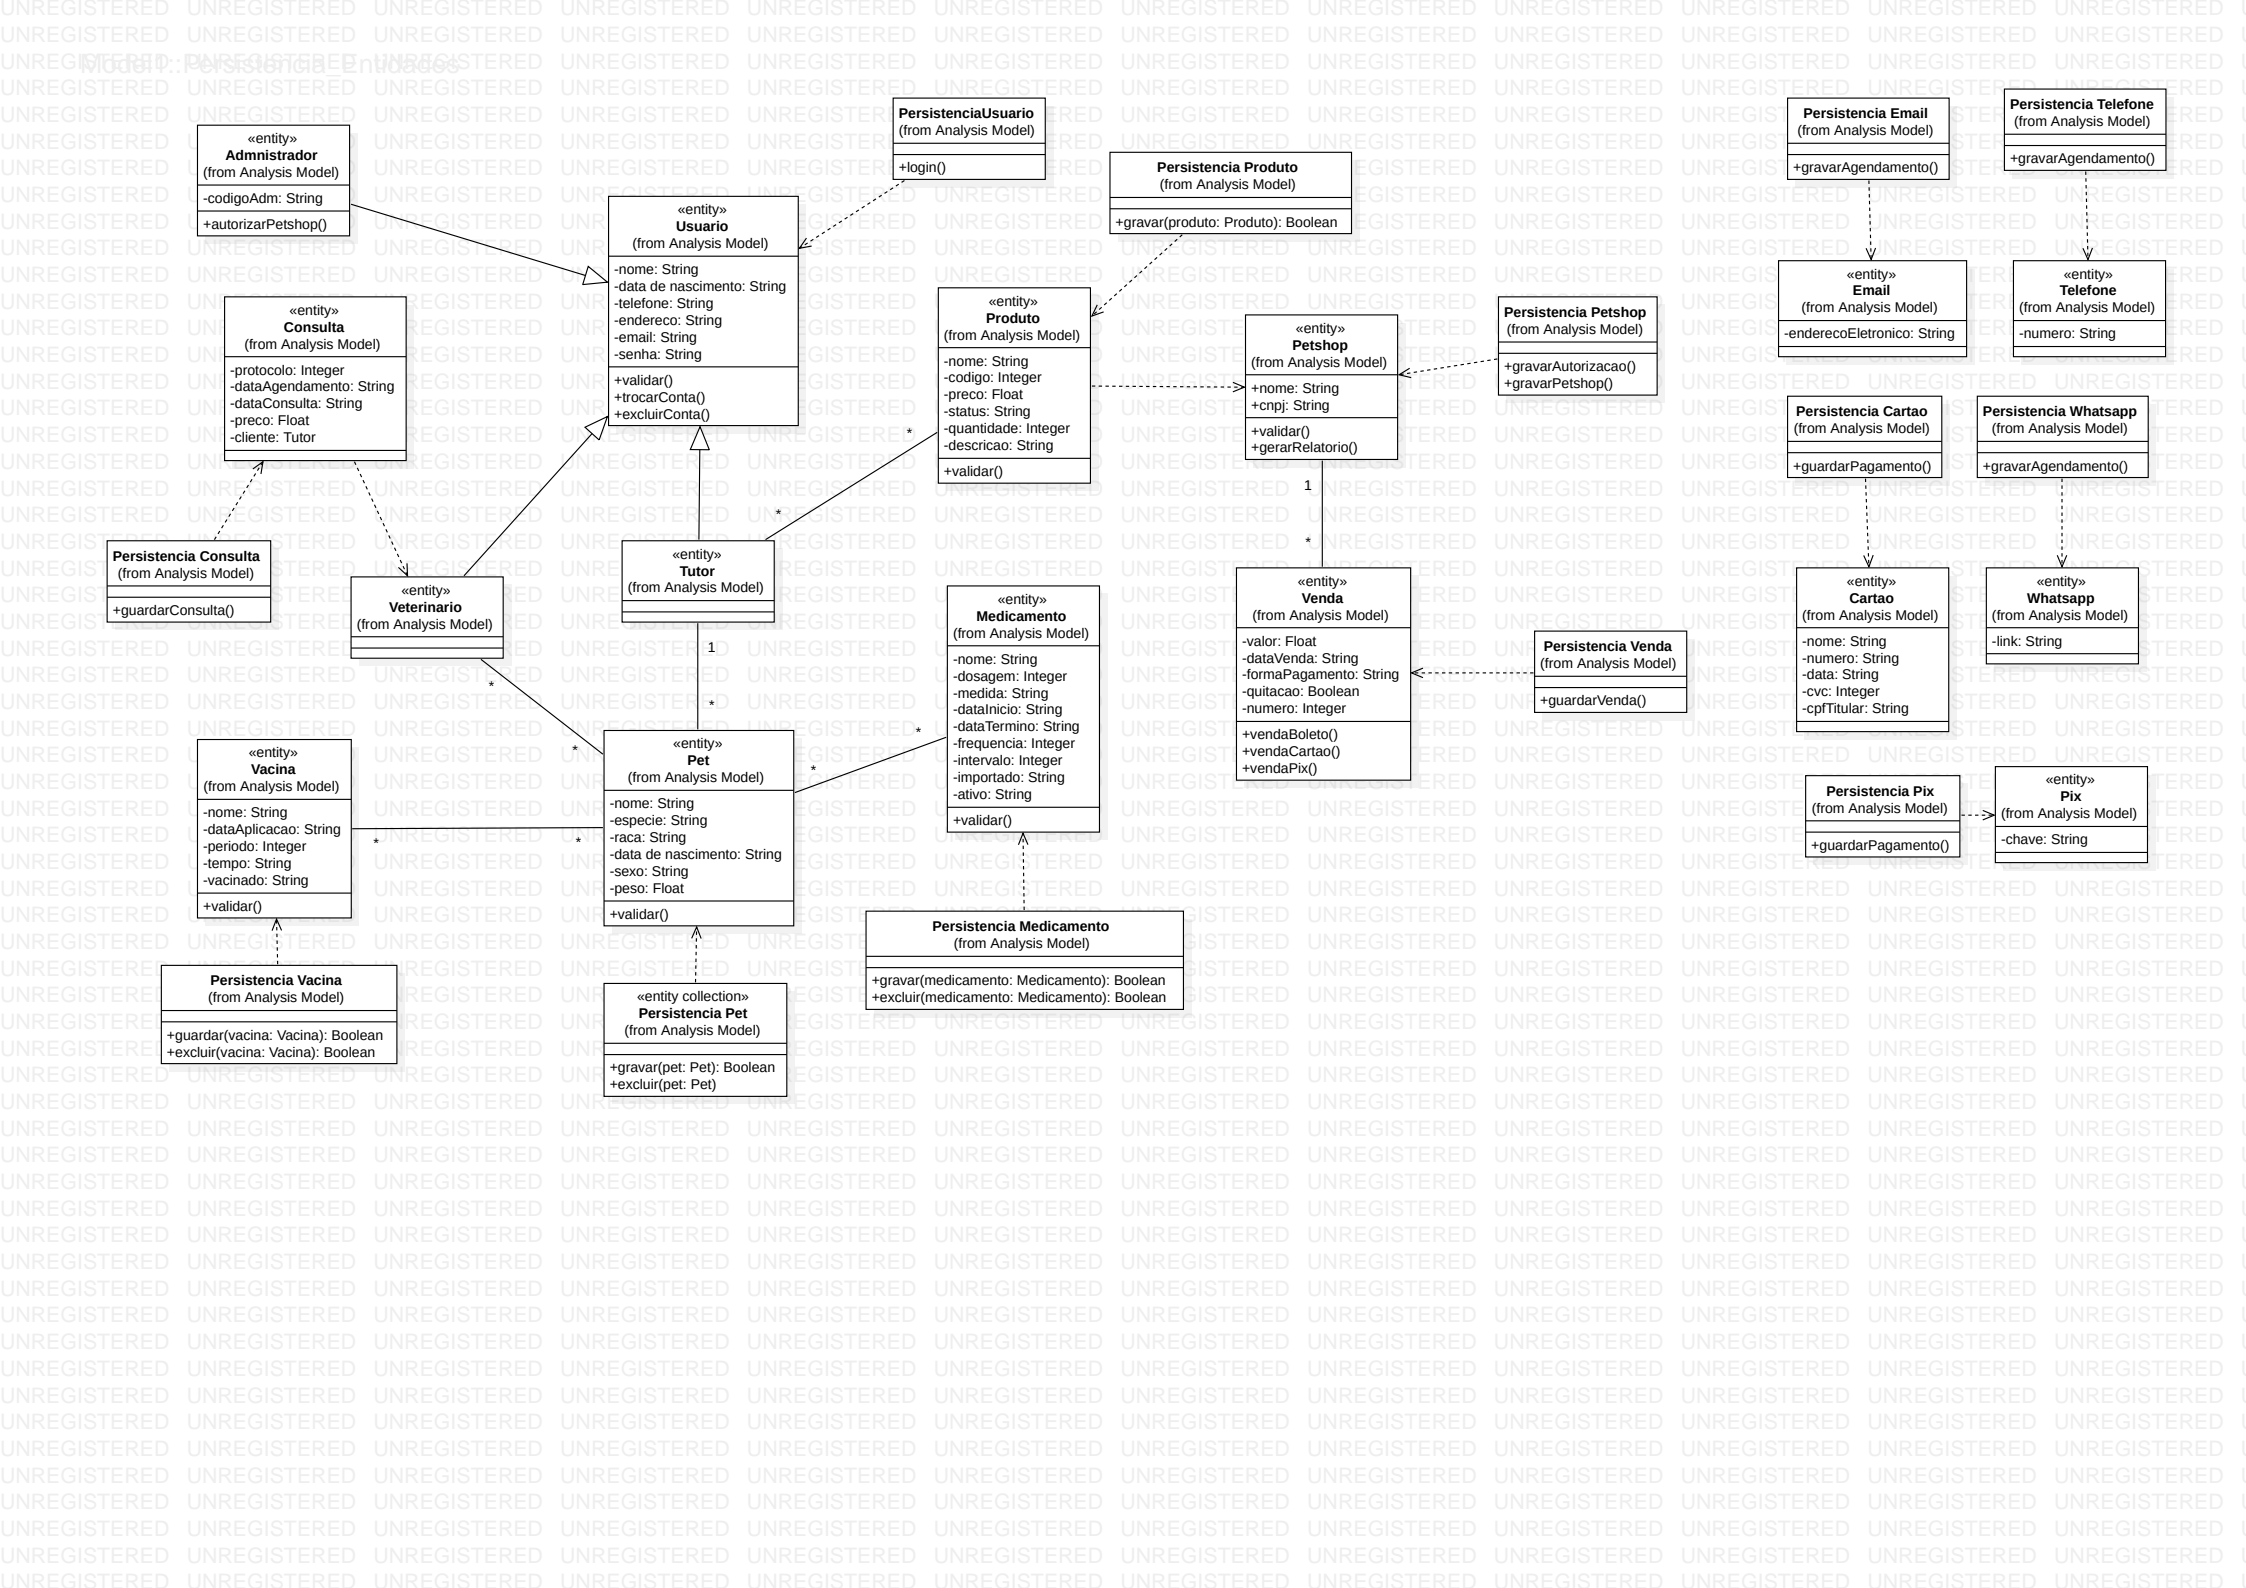 Model1::Persistencia_Entidades
«entity»
Admnistrador
(from Analysis Model)
-codigoAdm: String
+autorizarPetshop()
«entity»
Usuario
(from Analysis Model)
-nome: String
-data de nascimento: String
-telefone: String
-endereco: String
-email: String
-senha: String
+validar()
+trocarConta()
+excluirConta()
PersistenciaUsuario
(from Analysis Model)
+login()
Persistencia Produto
(from Analysis Model)
+gravar(produto: Produto): Boolean
Persistencia Email
(from Analysis Model)
+gravarAgendamento()
Persistencia Telefone
(from Analysis Model)
+gravarAgendamento()
«entity»
Consulta
(from Analysis Model)
-protocolo: Integer
-dataAgendamento: String
-dataConsulta: String
-preco: Float
-cliente: Tutor
«entity»
Produto
(from Analysis Model)
-nome: String
-codigo: Integer
-preco: Float
-status: String
-quantidade: Integer
-descricao: String
+validar()
«entity»
Petshop
(from Analysis Model)
+nome: String
+cnpj: String
+validar()
+gerarRelatorio()
Persistencia Petshop
(from Analysis Model)
+gravarAutorizacao()
+gravarPetshop()
«entity»
Email
(from Analysis Model)
-enderecoEletronico: String
«entity»
Telefone
(from Analysis Model)
-numero: String
Persistencia Cartao
(from Analysis Model)
+guardarPagamento()
Persistencia Whatsapp
(from Analysis Model)
+gravarAgendamento()
*
*
1
*
Persistencia Consulta
(from Analysis Model)
+guardarConsulta()
«entity»
Veterinario
(from Analysis Model)
«entity»
Tutor
(from Analysis Model)
«entity»
Medicamento
(from Analysis Model)
-nome: String
-dosagem: Integer
-medida: String
-dataInicio: String
-dataTermino: String
-frequencia: Integer
-intervalo: Integer
-importado: String
-ativo: String
+validar()
«entity»
Venda
(from Analysis Model)
-valor: Float
-dataVenda: String
-formaPagamento: String
-quitacao: Boolean
-numero: Integer
+vendaBoleto()
+vendaCartao()
+vendaPix()
Persistencia Venda
(from Analysis Model)
+guardarVenda()
«entity»
Cartao
(from Analysis Model)
-nome: String
-numero: String
-data: String
-cvc: Integer
-cpfTitular: String
«entity»
Whatsapp
(from Analysis Model)
-link: String
1
*
*
*
*
*
*
*
«entity»
Vacina
(from Analysis Model)
-nome: String
-dataAplicacao: String
-periodo: Integer
-tempo: String
-vacinado: String
+validar()
«entity»
Pet
(from Analysis Model)
-nome: String
-especie: String
-raca: String
-data de nascimento: String
-sexo: String
-peso: Float
+validar()
Persistencia Pix
(from Analysis Model)
+guardarPagamento()
«entity»
Pix
(from Analysis Model)
-chave: String
Persistencia Vacina
(from Analysis Model)
+guardar(vacina: Vacina): Boolean
+excluir(vacina: Vacina): Boolean
«entity collection»
Persistencia Pet
(from Analysis Model)
+gravar(pet: Pet): Boolean
+excluir(pet: Pet)
Persistencia Medicamento
(from Analysis Model)
+gravar(medicamento: Medicamento): Boolean
+excluir(medicamento: Medicamento): Boolean
UNREGISTERED